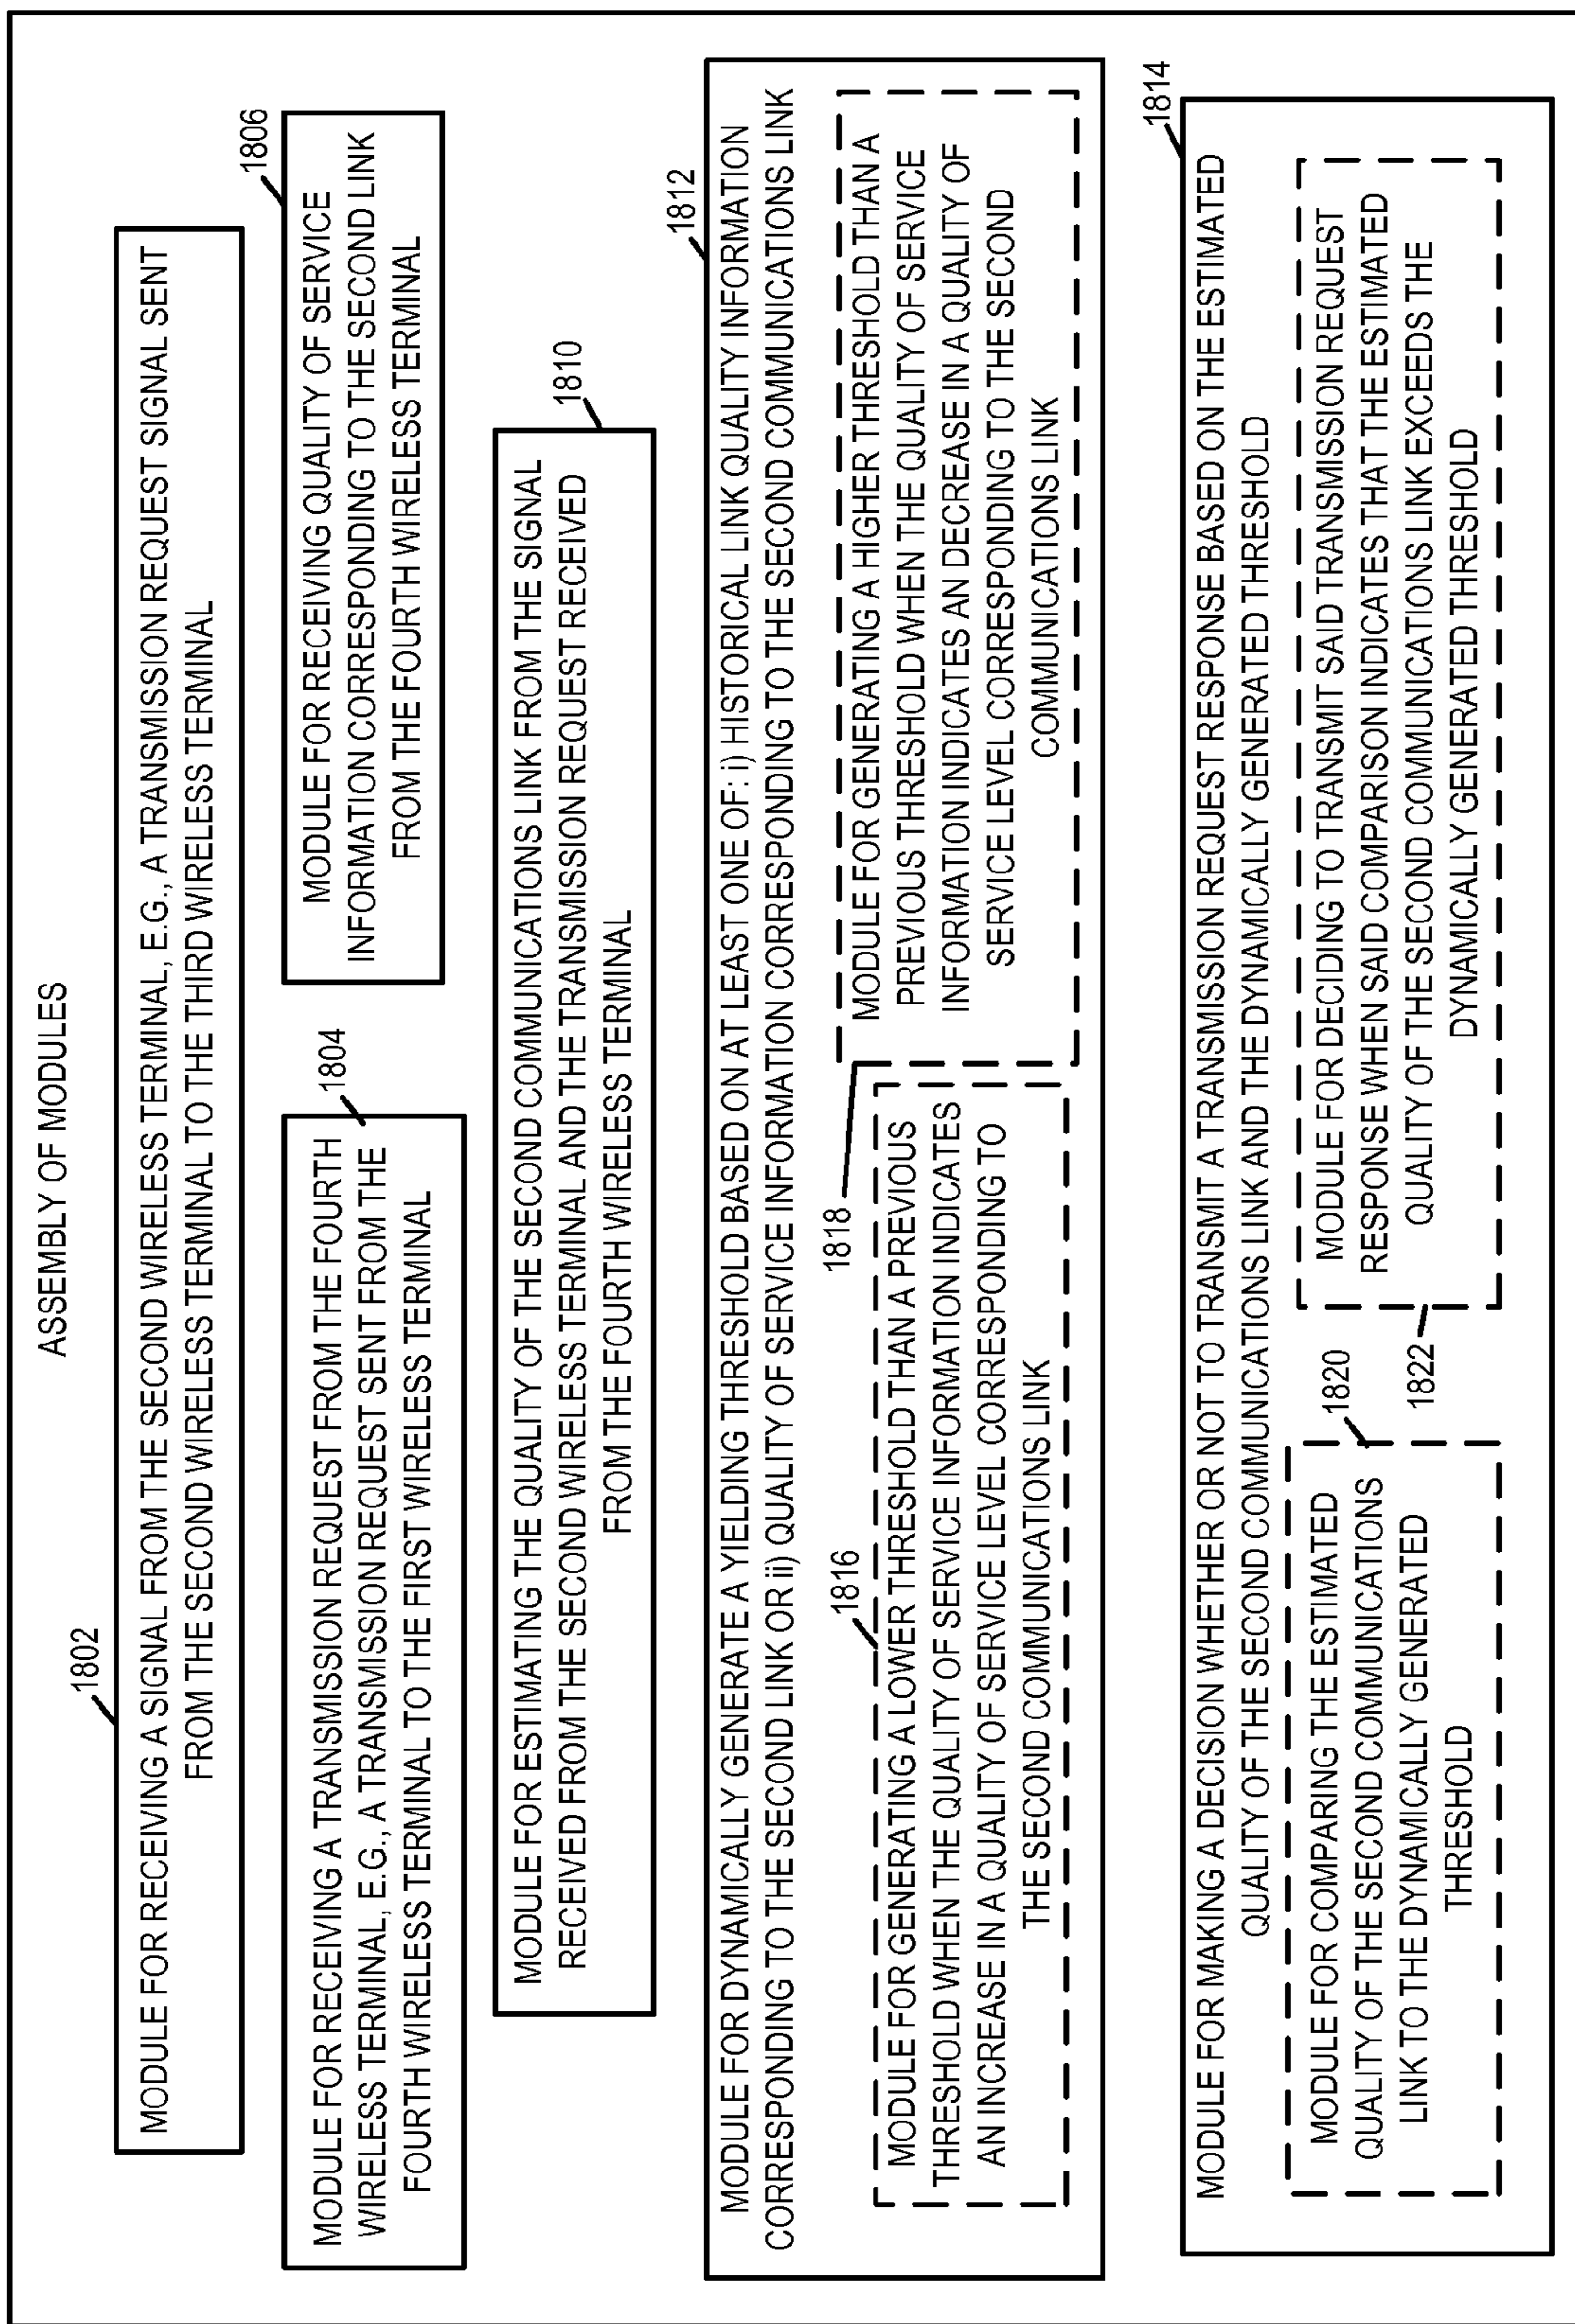 ASSEMBLY OF MODULES
1802
MODULE FOR RECEIVING A SIGNAL FROM THE SECOND WIRELESS TERMINAL, E.G., A TRANSMISSION REQUEST SIGNAL SENT
FROM THE SECOND WIRELESS TERMINAL TO THE THIRD WIRELESS TERMINAL
1804
MODULE FOR RECEIVING A TRANSMISSION REQUEST FROM THE FOURTH
WIRELESS TERMINAL, E.G., A TRANSMISSION REQUEST SENT FROM THE
FOURTH WIRELESS TERMINAL TO THE FIRST WIRELESS TERMINAL
1806
MODULE FOR RECEIVING QUALITY OF SERVICE
INFORMATION CORRESPONDING TO THE SECOND LINK
FROM THE FOURTH WIRELESS TERMINAL
1810
MODULE FOR ESTIMATING THE QUALITY OF THE SECOND COMMUNICATIONS LINK FROM THE SIGNAL
RECEIVED FROM THE SECOND WIRELESS TERMINAL AND THE TRANSMISSION REQUEST RECEIVED
FROM THE FOURTH WIRELESS TERMINAL
1812
MODULE FOR DYNAMICALLY GENERATE A YIELDING THRESHOLD BASED ON AT LEAST ONE OF: i) HISTORICAL LINK QUALITY INFORMATION
CORRESPONDING TO THE SECOND LINK OR ii) QUALITY OF SERVICE INFORMATION CORRESPONDING TO THE SECOND COMMUNICATIONS LINK
1816
MODULE FOR GENERATING A LOWER THRESHOLD THAN A PREVIOUS
THRESHOLD WHEN THE QUALITY OF SERVICE INFORMATION INDICATES
AN INCREASE IN A QUALITY OF SERVICE LEVEL CORRESPONDING TO
THE SECOND COMMUNICATIONS LINK
1818
MODULE FOR GENERATING A HIGHER THRESHOLD THAN A
PREVIOUS THRESHOLD WHEN THE QUALITY OF SERVICE
INFORMATION INDICATES AN DECREASE IN A QUALITY OF
SERVICE LEVEL CORRESPONDING TO THE SECOND
COMMUNICATIONS LINK
1814
MODULE FOR MAKING A DECISION WHETHER OR NOT TO TRANSMIT A TRANSMISSION REQUEST RESPONSE BASED ON THE ESTIMATED
QUALITY OF THE SECOND COMMUNICATIONS LINK AND THE DYNAMICALLY GENERATED THRESHOLD
1820
MODULE FOR COMPARING THE ESTIMATED
QUALITY OF THE SECOND COMMUNICATIONS
LINK TO THE DYNAMICALLY GENERATED
THRESHOLD
1822
MODULE FOR DECIDING TO TRANSMIT SAID TRANSMISSION REQUEST
RESPONSE WHEN SAID COMPARISON INDICATES THAT THE ESTIMATED
QUALITY OF THE SECOND COMMUNICATIONS LINK EXCEEDS THE
DYNAMICALLY GENERATED THRESHOLD